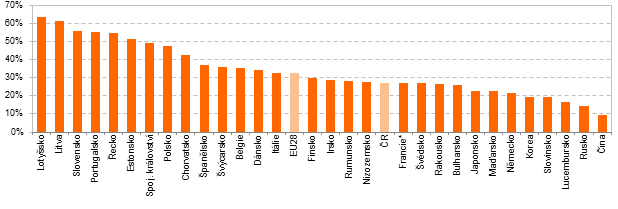 70%
60%
50%
40%
30%
20%
10%
0%
Lotyšsko
Litva
Slovensko
Portugalsko
Řecko
Estonsko
Spoj. království
Polsko
Chorvatsko
Španělsko
Švýcarsko
Belgie
Dánsko
Itálie
EU28
Finsko
Irsko
Rumunsko
Nizozemsko
ČR
Francie*
Švédsko
Rakousko
Bulharsko
Japonsko
Maďarsko
Německo
Korea
Slovinsko
Lucembursko
Rusko
Čína